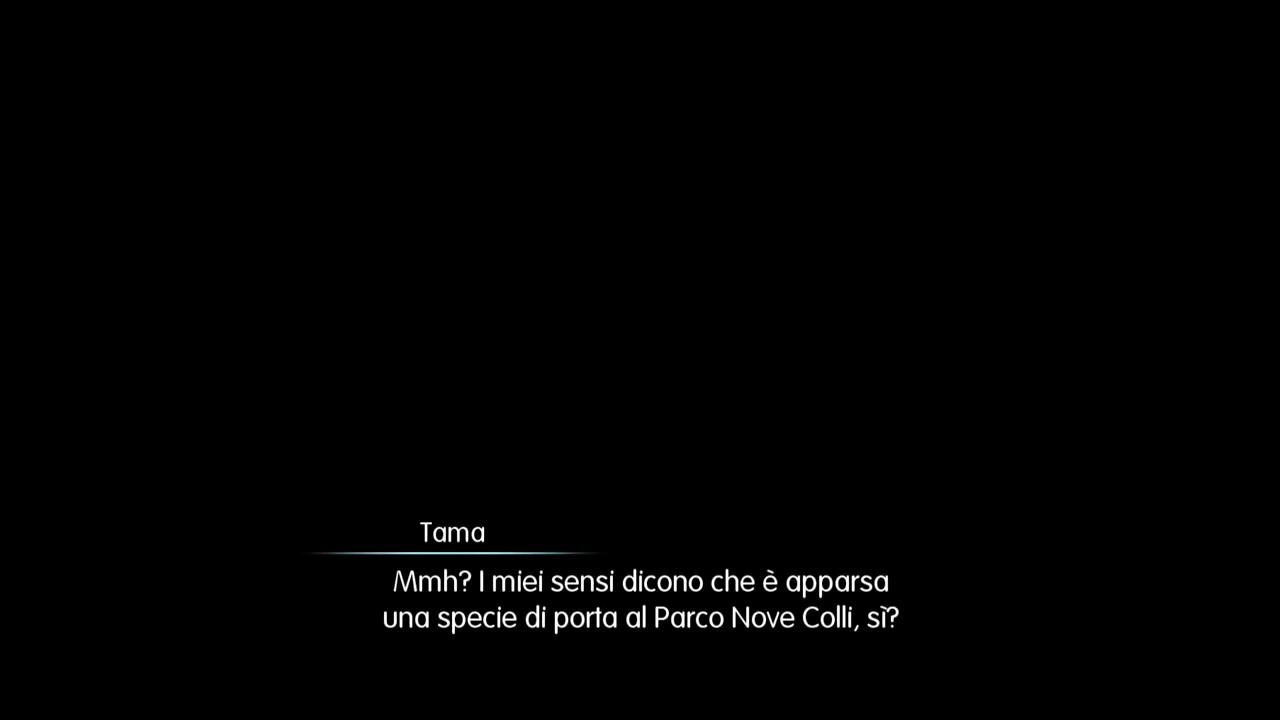 Tama
Mmh? I miei sensi dicono che è apparsa
una specie di porta al Parco Nove Colli, sì?